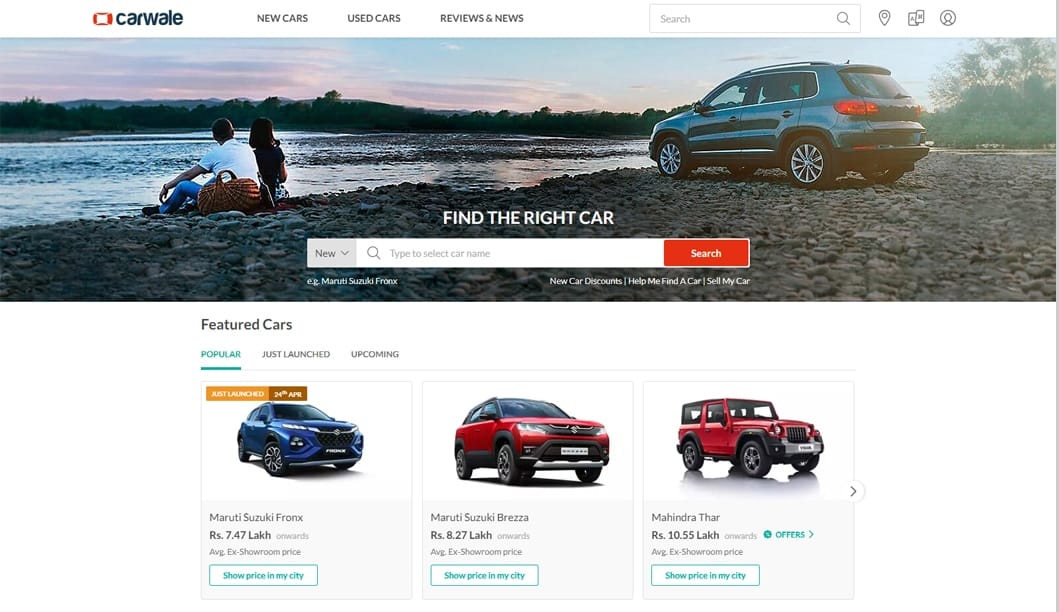 carwale
NEW CARS
USED CARS
REVIEWS & NEWS
Search
FIND THE RIGHT CAR
New
Type to select car name
Search
e.g. Maruti Suzuki Fronx
New Car Discounts | Help Me Find A Car | Sell My Car
Featured Cars
POPULAR
JUST LAUNCHED
UPCOMING
JUST LAUNCHED 24th APR
FRONX
Maruti Suzuki Fronx
Rs. 7.47 Lakh onwards
Avg. Ex-Showroom price
Show price in my city
Maruti Suzuki Brezza
Rs. 8.27 Lakh onwards
Avg. Ex-Showroom price
Show price in my city
Mahindra Thar
Rs. 10.55 Lakh onwards OFFERS
Avg. Ex-Showroom price
Show price in my city